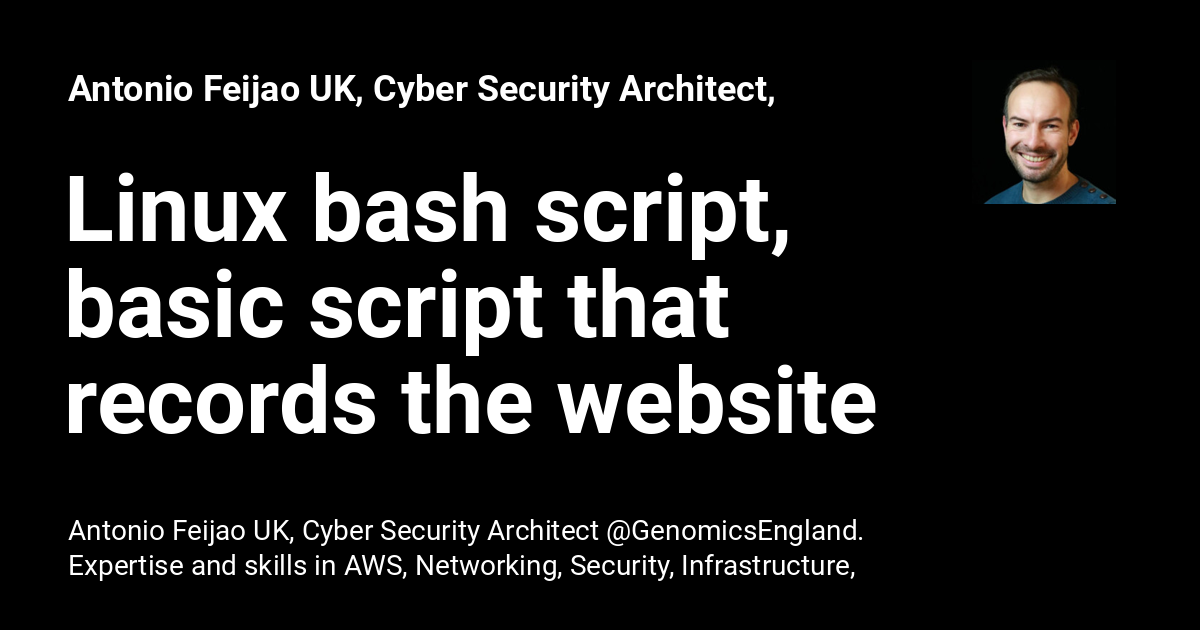 Antonio Feijao UK, Cyber Security Architect,
Linux bash script,
basic script that
records the website
Antonio Feijao UK, Cyber Security Architect @GenomicsEngland.
Expertise and skills in AWS, Networking, Security, Infrastructure,